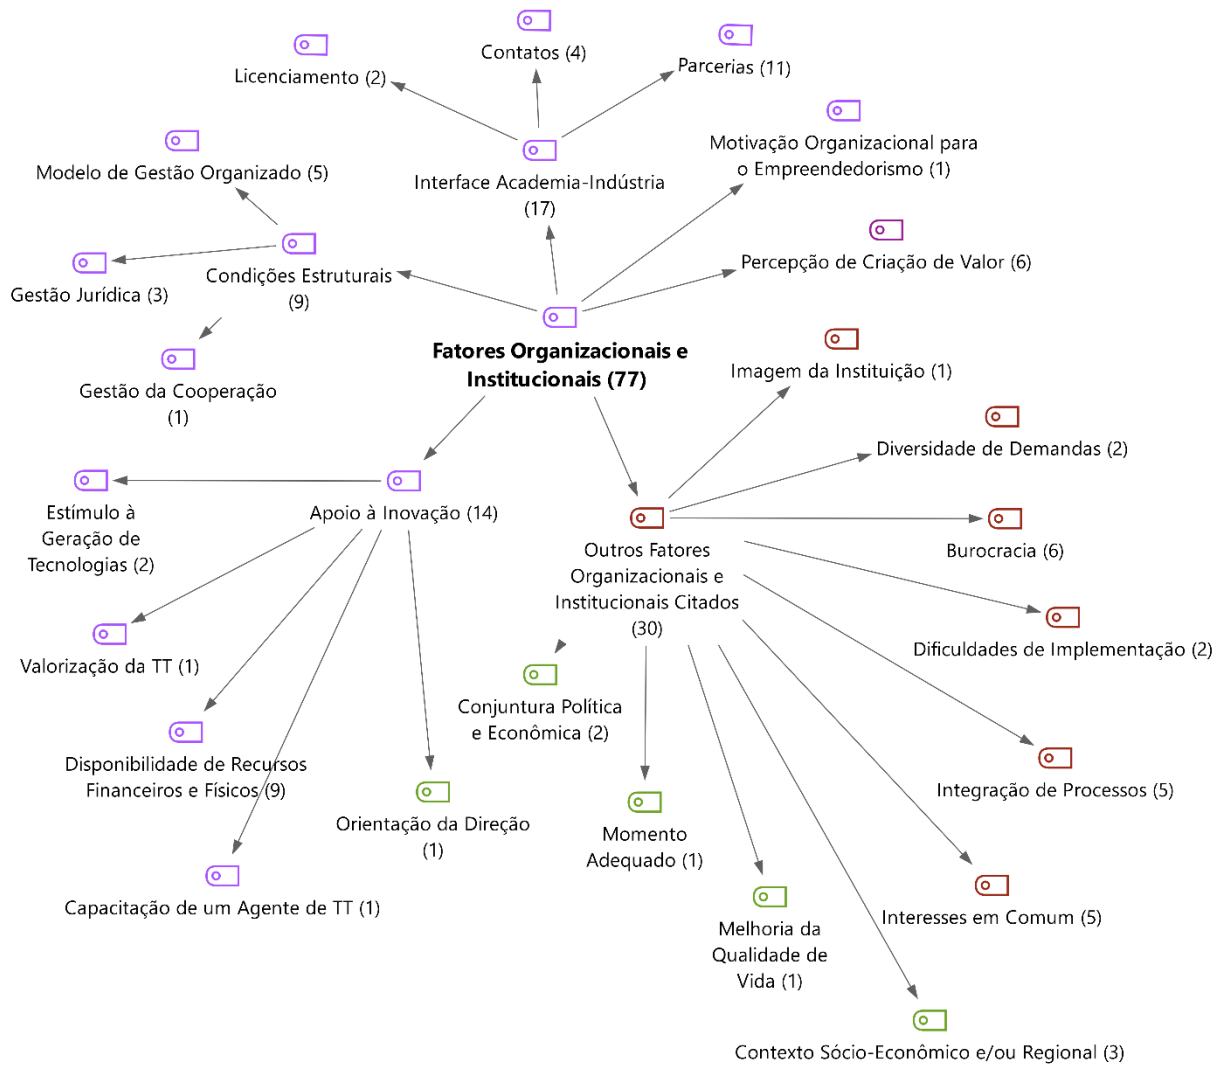 Contatos (4)
Parcerias (11)
Licenciamento (2)
Motivação Organizacional para
o Empreendedorismo (1)
Modelo de Gestão Organizado (5)
Interface Academia-Indústria
(17)
Percepção de Criação de Valor (6)
Condições Estruturais
(9)
Gestão Jurídica (3)
Fatores Organizacionais e
Institucionais (77)
Imagem da Instituição (1)
Gestão da Cooperação
(1)
Diversidade de Demandas (2)
Estímulo à
Geração de
Tecnologias (2)
Apoio à Inovação (14)
Outros Fatores
Organizacionais e
Institucionais Citados
(30)
Burocracia (6)
Dificuldades de Implementação (2)
Valorização da TT (1)
Conjuntura Política
e Econômica (2)
Disponibilidade de Recursos
Financeiros e Físicos (9)
Integração de Processos (5)
Orientação da Direção
(1)
Momento
Adequado (1)
Capacitação de um Agente de TT (1)
Interesses em Comum (5)
Melhoria da
Qualidade de
Vida (1)
Contexto Sócio-Econômico e/ou Regional (3)